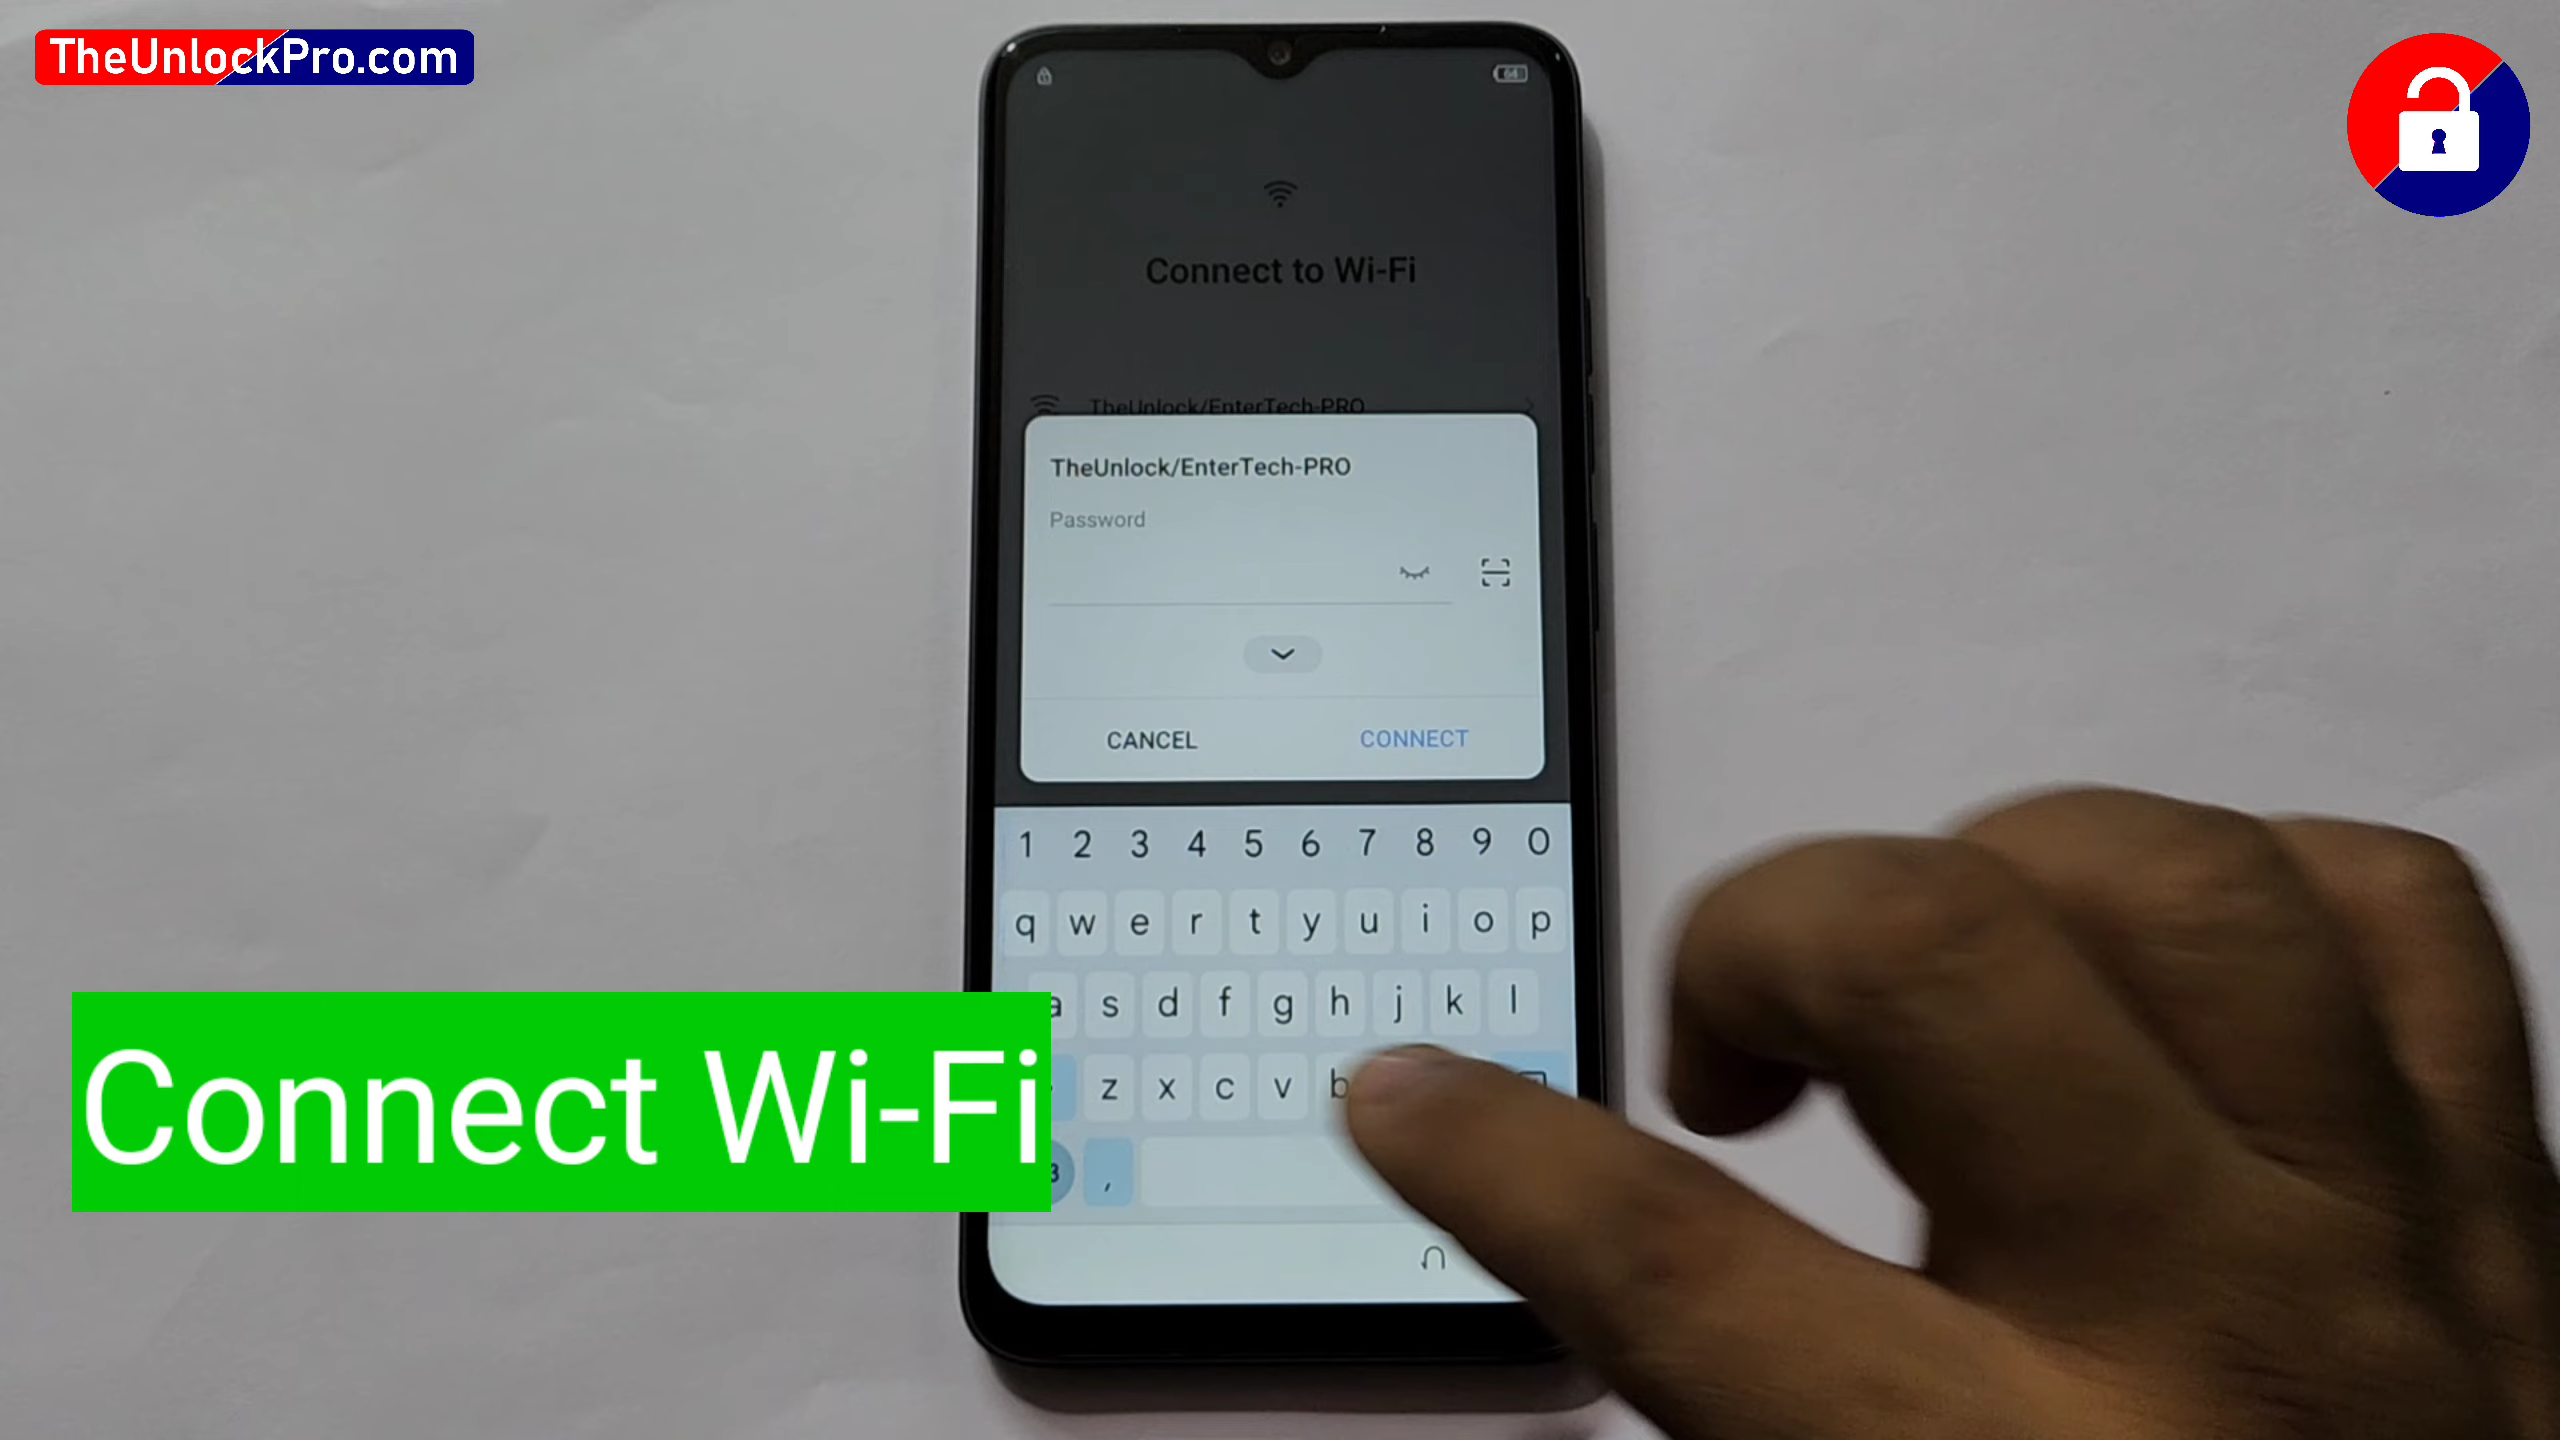 TheUnlockPro.com
64
Connect to Wi-Fi
TheUnlock/EnterTech-PRO
TheUnlock/EnterTech-PRO
Password
CANCEL CONNECT
1 2 3 4 5 6 7 8 9 0
q w e r t y u i o p
a s d f g h j k l
z x c v b
,
Connect Wi-Fi